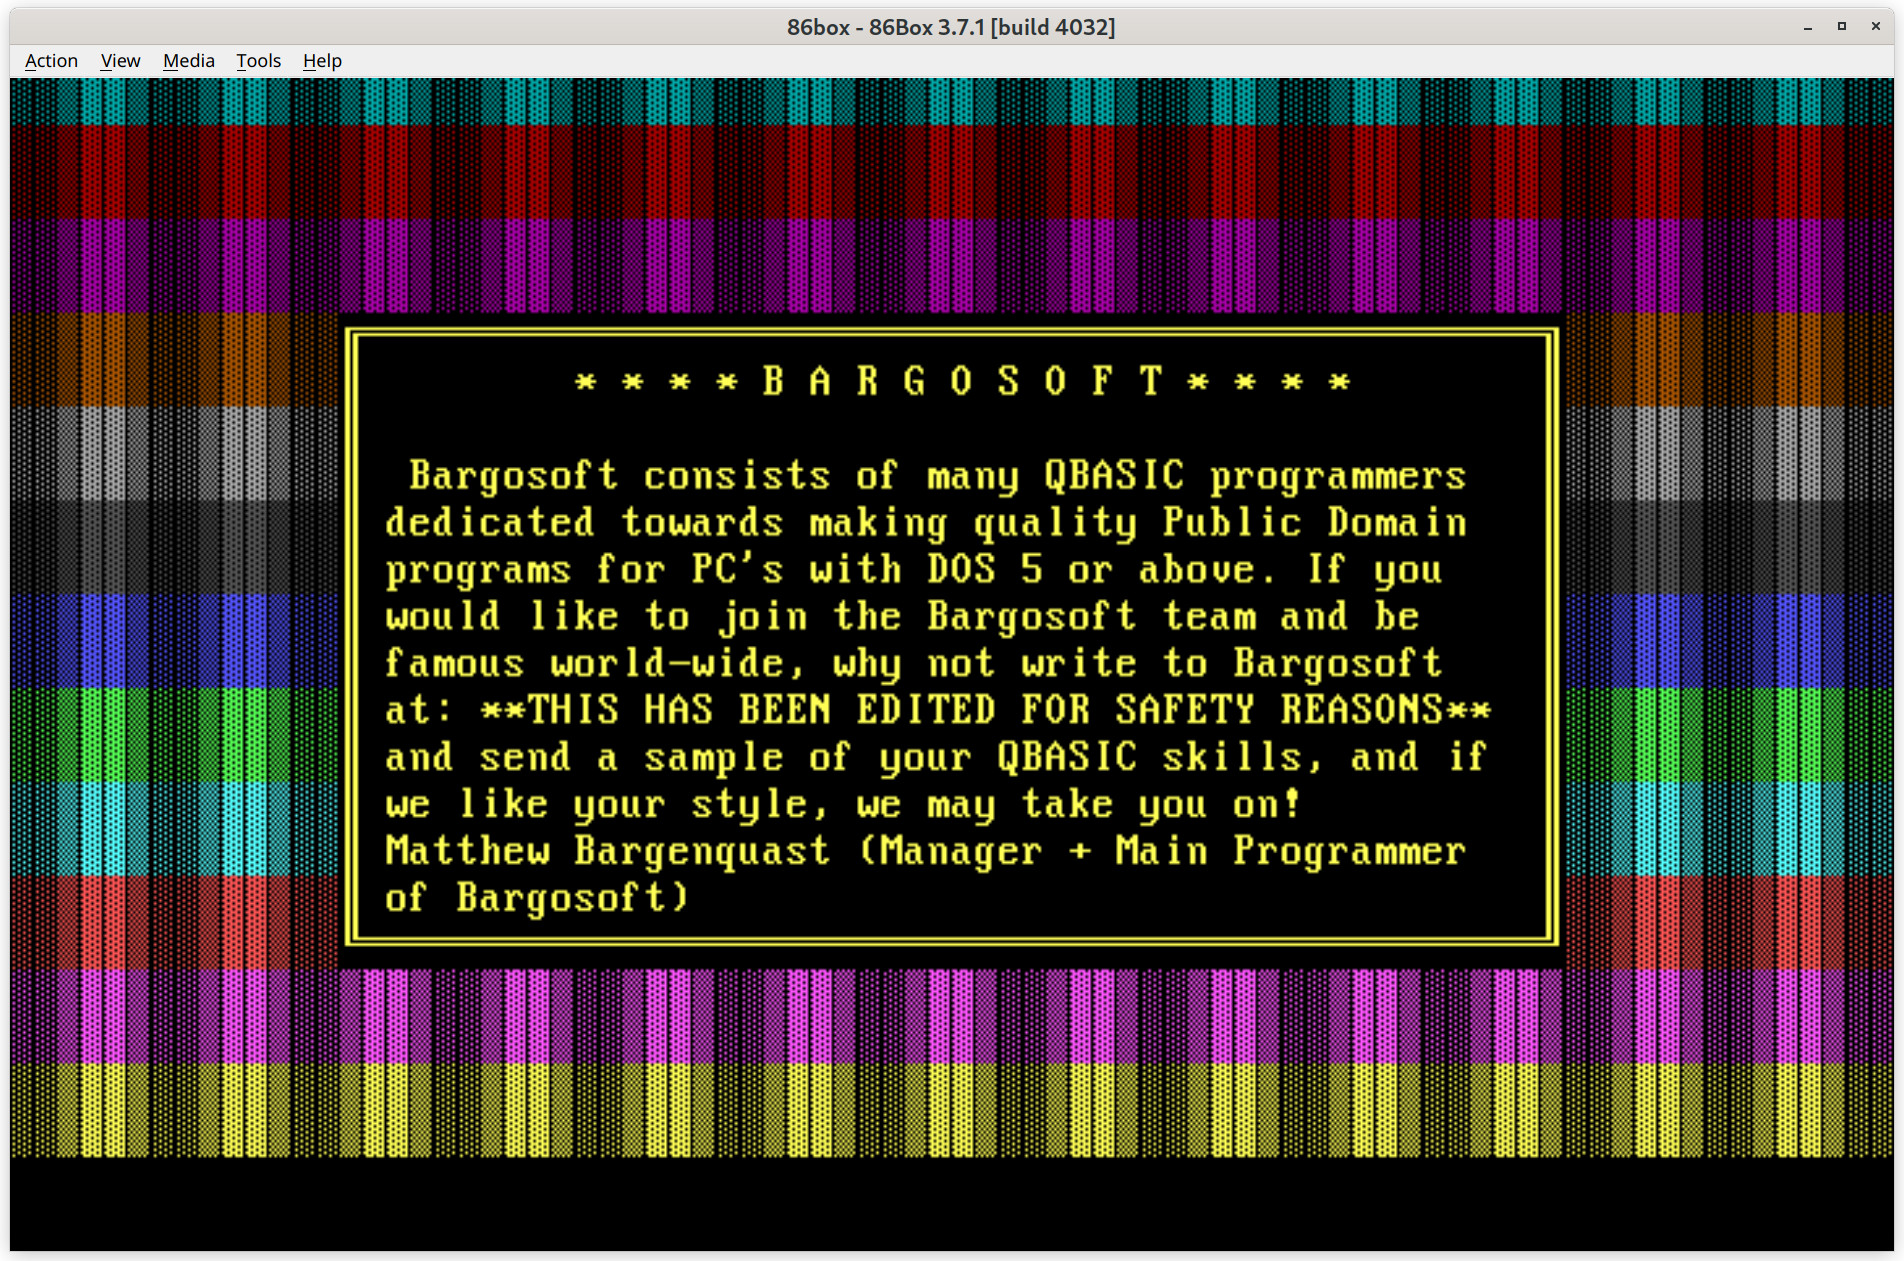 86box - 86Box 3.7.1 [build 4032]
Action View Media Tools Help
* * * * B A R G O S O F T * * * *
Bargosoft consists of many QBASIC programmers
dedicated towards making quality Public Domain
programs for PC's with DOS 5 or above. If you
would like to join the Bargosoft team and be
famous world-wide, why not write to Bargosoft
at: **THIS HAS BEEN EDITED FOR SAFETY REASONS**
and send a sample of your QBASIC skills, and if
we like your style, we may take you on!
Matthew Bargenquast (Manager + Main Programmer
of Bargosoft)